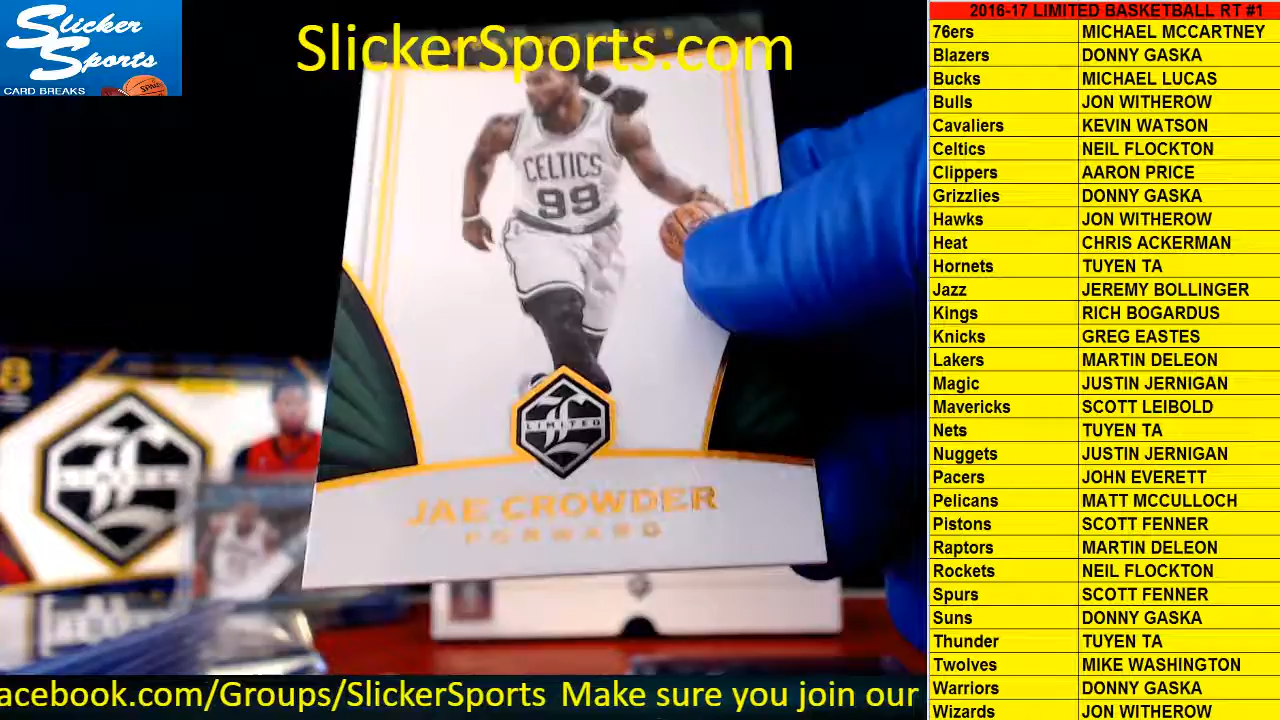 Slicker
Sports
CARD BREAKS
SlickerSports.com
CELTICS
99
LIMITED
JAE CROWDER
FORWARD
8
LIMITED
acebook.com/Groups/SlickerSports Make sure you join our
2016-17 LIMITED BASKETBALL RT #1
76ers MICHAEL MCCARTNEY
Blazers DONNY GASKA
Bucks MICHAEL LUCAS
Bulls JON WITHEROW
Cavaliers KEVIN WATSON
Celtics NEIL FLOCKTON
Clippers AARON PRICE
Grizzlies DONNY GASKA
Hawks JON WITHEROW
Heat CHRIS ACKERMAN
Hornets TUYEN TA
Jazz JEREMY BOLLINGER
Kings RICH BOGARDUS
Knicks GREG EASTES
Lakers MARTIN DELEON
Magic JUSTIN JERNIGAN
Mavericks SCOTT LEIBOLD
Nets TUYEN TA
Nuggets JUSTIN JERNIGAN
Pacers JOHN EVERETT
Pelicans MATT MCCULLOCH
Pistons SCOTT FENNER
Raptors MARTIN DELEON
Rockets NEIL FLOCKTON
Spurs SCOTT FENNER
Suns DONNY GASKA
Thunder TUYEN TA
Twolves MIKE WASHINGTON
Warriors DONNY GASKA
Wizards JON WITHEROW